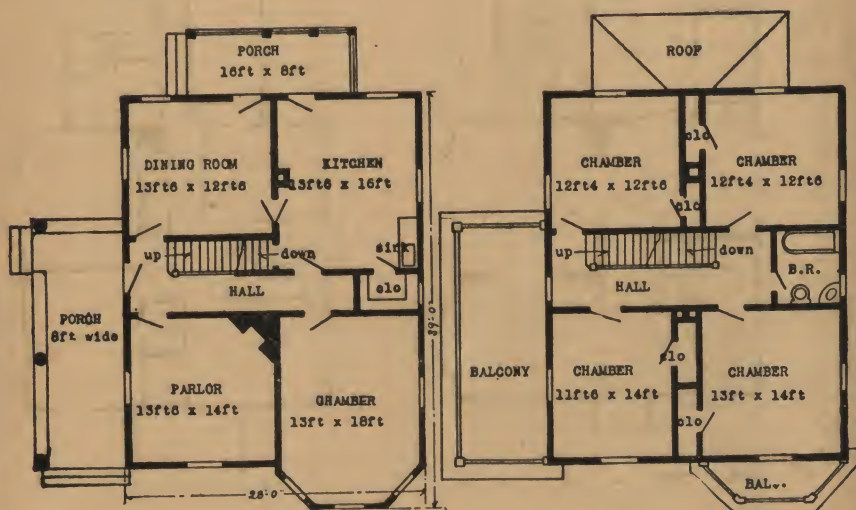 PORCH
16ft x 8ft
DINING ROOM
13ft6 x 12ft6
KITCHEN
13ft6 x 16ft
up
down
sink
HALL
clo
PORCH
8ft wide
PARLOR
13ft6 x 14ft
CHAMBER
13ft x 18ft
28'-0
39'-0
ROOF
CHAMBER
12ft4 x 12ft6
clo
clo
CHAMBER
12ft4 x 12ft6
up
down
B.R.
HALL
BALCONY
CHAMBER
11ft6 x 14ft
clo
clo
CHAMBER
13ft x 14ft
BAL..